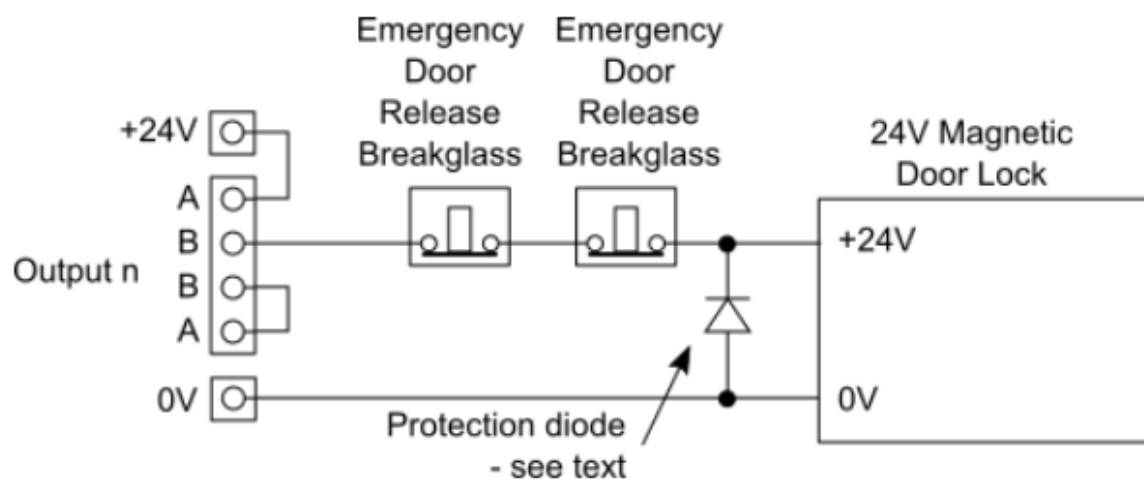 Emergency
Door
Release
Breakglass
Emergency
Door
Release
Breakglass
24V Magnetic
Door Lock
+24V
A
B
Output n
B
A
0V
+24V
0V
Protection diode
- see text